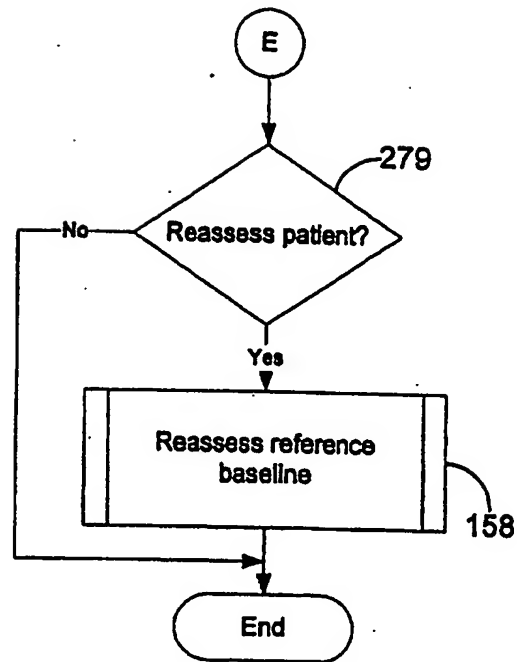 E
279
Reassess patient?
No
Yes
Reassess reference
baseline
158
End